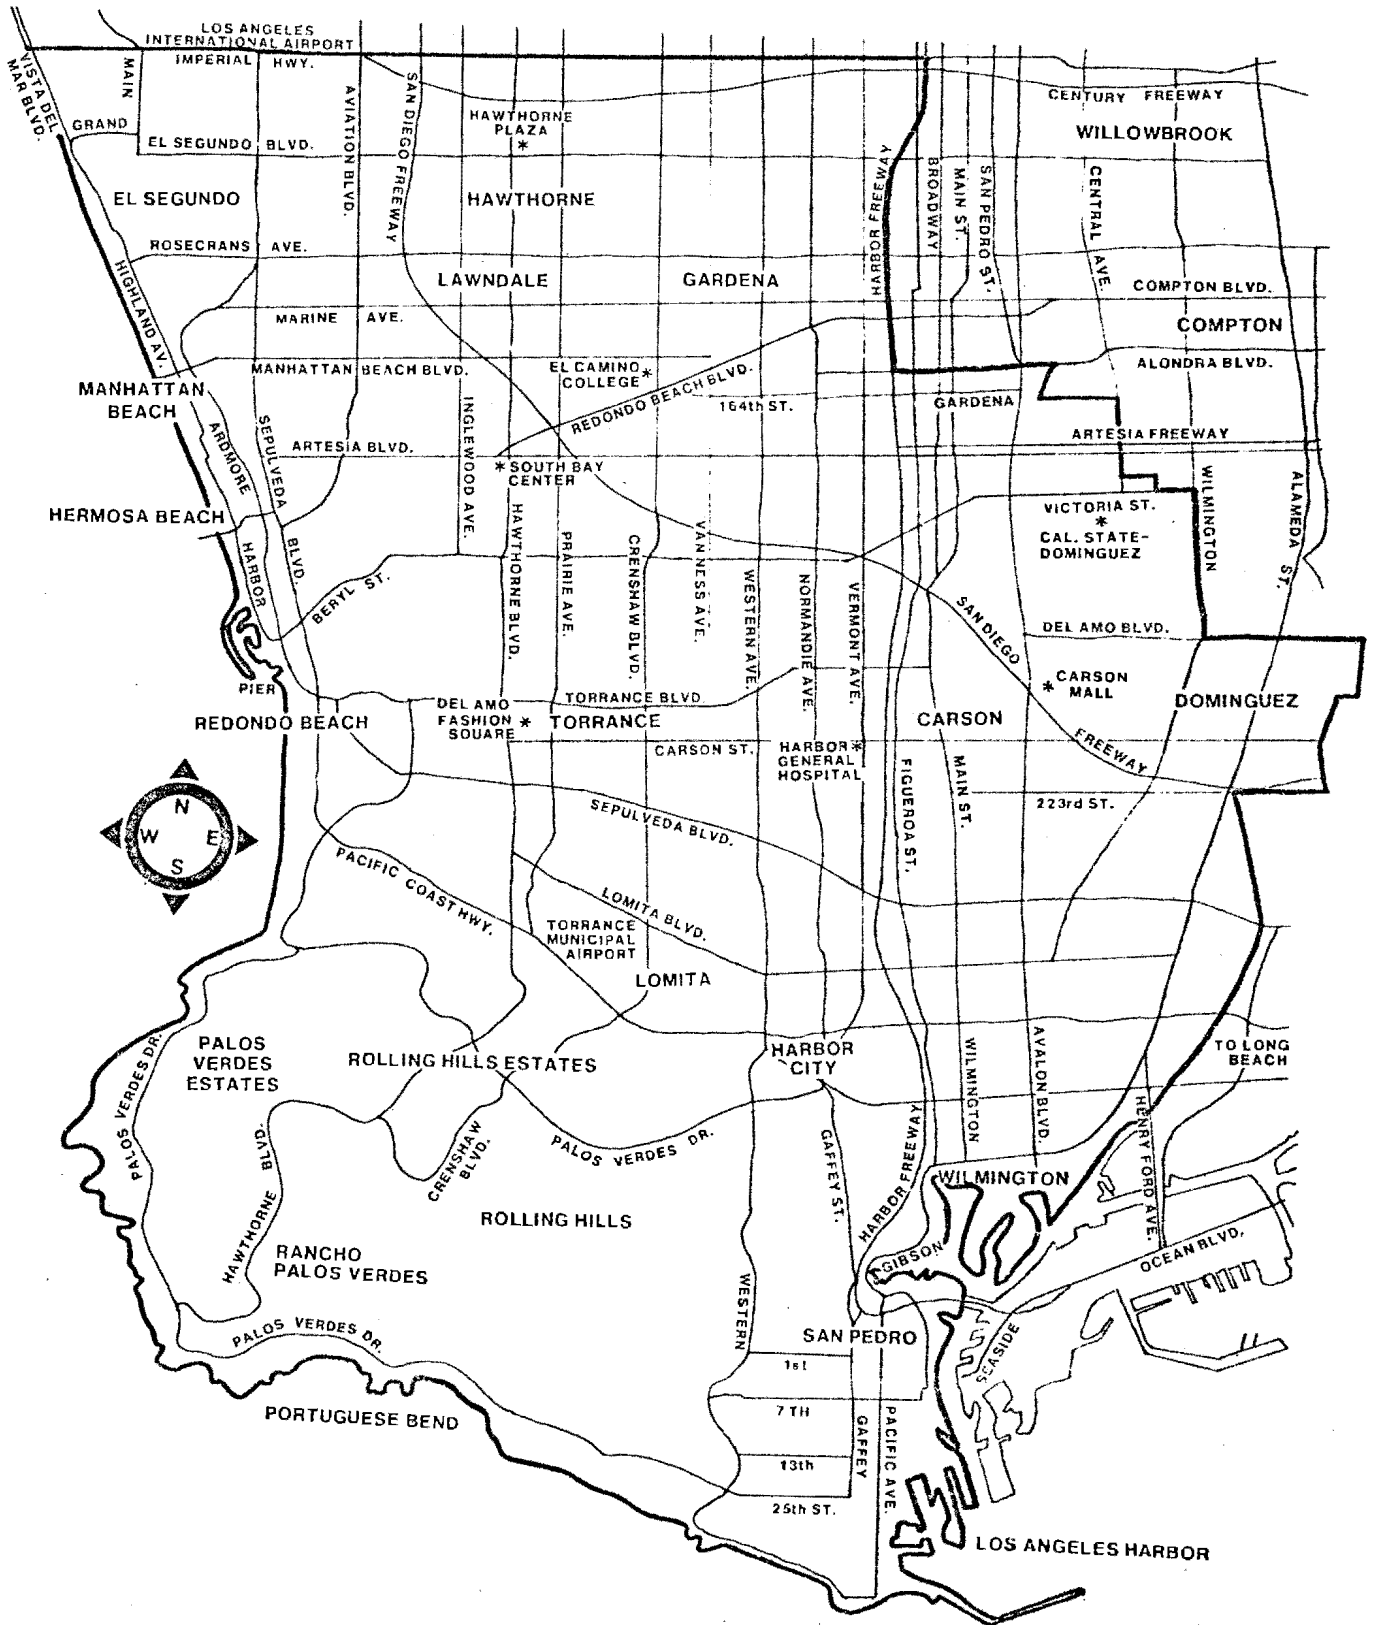 LOS ANGELES
INTERNATIONAL AIRPORT
IMPERIAL HWY.
VISTA DEL
MAR BLVD.
MAIN
GRAND
EL SEGUNDO BLVD.
AVIATION BLVD.
SAN DIEGO FREEWAY
HAWTHORNE
PLAZA
*
CENTURY FREEWAY
WILLOWBROOK
HARBOR FREEWAY
BROADWAY
MAIN ST.
SAN PEDRO ST.
CENTRAL AVE.
EL SEGUNDO
HAWTHORNE
ROSECRANS AVE.
HIGHLAND AV.
LAWNDALE
GARDENA
COMPTON BLVD.
MARINE AVE.
COMPTON
MANHATTAN BEACH BLVD.
EL CAMINO
COLLEGE *
REDONDO BEACH BLVD.
ALONDRA BLVD.
MANHATTAN
BEACH
164th ST.
GARDENA
ARDMORE
SEPULVEDA
BLVD.
ARTESIA BLVD.
INGLEWOOD AVE.
ARTESIA FREEWAY
* SOUTH BAY
CENTER
WILMINGTON
ALAMEDA ST.
HERMOSA BEACH
HARBOR
HAWTHORNE BLVD.
PRAIRIE AVE.
CRENSHAW BLVD.
VAN NESS AVE.
WESTERN AVE.
NORMANDIE AVE.
VERMONT AVE.
VICTORIA ST.
*
CAL. STATE-
DOMINGUEZ
BERYL ST.
SAN DIEGO
FREEWAY
DEL AMO BLVD.
PIER
* CARSON
MALL
DOMINGUEZ
REDONDO BEACH
DEL AMO
FASHION
SQUARE *
TORRANCE BLVD.
TORRANCE
CARSON
CARSON ST.
HARBOR *
GENERAL
HOSPITAL
FIGUEROA ST.
MAIN ST.
223rd ST.
N
W E
S
SEPULVEDA BLVD.
PACIFIC COAST HWY.
LOMITA BLVD.
TORRANCE
MUNICIPAL
AIRPORT
LOMITA
PALOS
VERDES
ESTATES
PALOS VERDES DR.
ROLLING HILLS ESTATES
HARBOR
CITY
WILMINGTON
AVALON BLVD.
TO LONG
BEACH
HENRY FORD AVE.
HAWTHORNE BLVD.
CRENSHAW
BLVD.
PALOS VERDES DR.
GAFFEY ST.
HARBOR FREEWAY
WILMINGTON
ROLLING HILLS
RANCHO
PALOS VERDES
GIBSON
OCEAN BLVD.
WESTERN
PALOS VERDES DR.
SAN PEDRO
SEASIDE
1st
PORTUGUESE BEND
7TH
GAFFEY
PACIFIC AVE.
13th
25th ST.
LOS ANGELES HARBOR